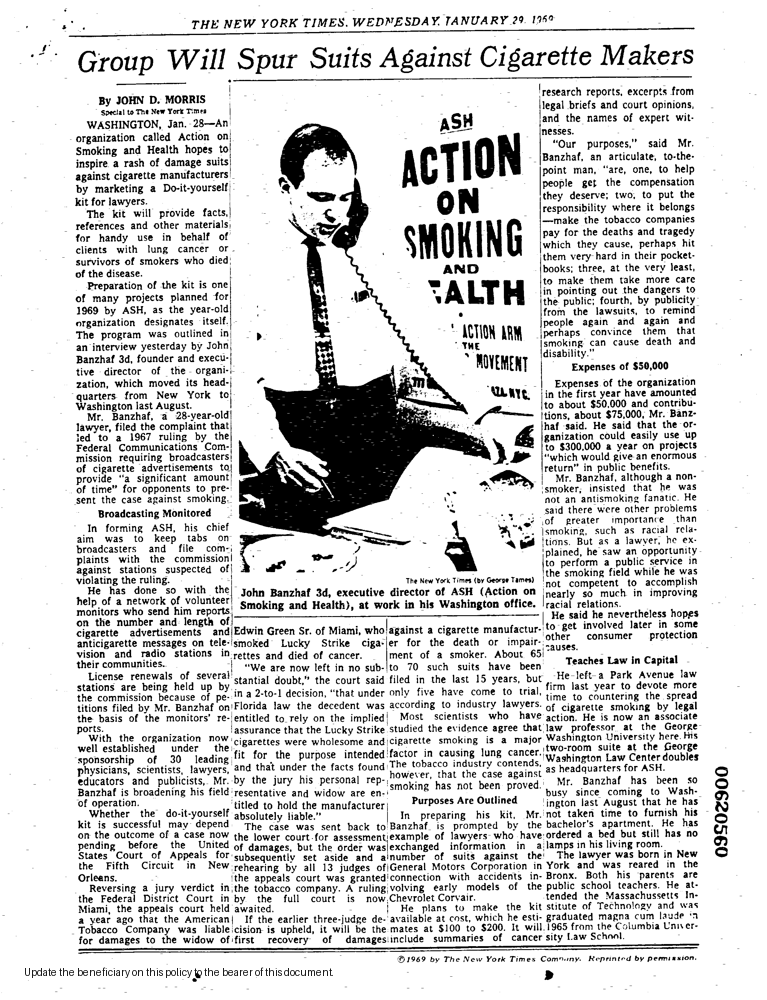 THE NEW YORK TIMES, WEDNESDAY, JANUARY 29, 1969
Group Will Spur Suits Against Cigarette Makers
By JOHN D. MORRIS
Special to The New York Times
WASHINGTON, Jan. 28—An
organization called Action on
Smoking and Health hopes to
inspire a rash of damage suits
against cigarette manufacturers
by marketing a Do-it-yourself
kit for lawyers.
The kit will provide facts,
references and other materials
for handy use in behalf of
clients with lung cancer or
survivors of smokers who died
of the disease.
Preparation of the kit is one
of many projects planned for
1969 by ASH, as the year-old
organization designates itself.
The program was outlined in
an interview yesterday by John
Banzhaf 3d, founder and execu-
tive director of the organi-
zation, which moved its head-
quarters from New York to
Washington last August.
Mr. Banzhaf, a 28-year-old
lawyer, filed the complaint that
led to a 1967 ruling by the
Federal Communications Com-
mission requiring broadcasters
of cigarette advertisements to
provide "a significant amount
of time" for opponents to pre-
sent the case against smoking.
Broadcasting Monitored
In forming ASH, his chief
aim was to keep tabs on
broadcasters and file com-
plaints with the commission
against stations suspected of
violating the ruling.
He has done so with the
help of a network of volunteer
monitors who send him reports
on the number and length of
cigarette advertisements and
anticigarette messages on tele-
vision and radio stations in
their communities.
License renewals of several
stations are being held up by
the commission because of pe-
titions filed by Mr. Banzhaf on
the basis of the monitors' re-
ports.
With the organization now
well established under the
sponsorship of 30 leading
physicians, scientists, lawyers,
educators and publicists, Mr.
Banzhaf is broadening his field
of operation.
Whether the do-it-yourself
kit is successful may depend
on the outcome of a case now
pending before the United
States Court of Appeals for
the Fifth Circuit in New
Orleans.
Reversing a jury verdict in
the Federal District Court in
Miami, the appeals court held
a year ago that the American
Tobacco Company was liable
for damages to the widow of
ASH
ACTION
ON
SMOKING
AND
EALTH
ACTION ARM
THE
MOVEMENT
NYC.
The New York Times (by George Tames)
John Banzhaf 3d, executive director of ASH (Action on
Smoking and Health), at work in his Washington office.
Edwin Green Sr. of Miami, who
smoked Lucky Strike ciga-
rettes and died of cancer.
"We are now left in no sub-
stantial doubt," the court said
in a 2-to-1 decision, "that under
Florida law the decedent was
entitled to rely on the implied
assurance that the Lucky Strike
cigarettes were wholesome and
fit for the purpose intended
and that under the facts found
by the jury his personal rep-
resentative and widow are en-
titled to hold the manufacturer
absolutely liable."
The case was sent back to
the lower court for assessment
of damages, but the order was
subsequently set aside and a
rehearing by all 13 judges of
the appeals court was granted
the tobacco company. A ruling
by the full court is now
awaited.
If the earlier three-judge de-
cision is upheld, it will be the
first recovery of damages
against a cigarette manufactur-
er for the death or impair-
ment of a smoker. About 65
to 70 such suits have been
filed in the last 15 years, but
only five have come to trial,
according to industry lawyers.
Most scientists who have
studied the evidence agree that
cigarette smoking is a major
factor in causing lung cancer.
The tobacco industry contends,
however, that the case against
smoking has not been proved.
Purposes Are Outlined
In preparing his kit, Mr.
Banzhaf is prompted by the
example of lawyers who have
exchanged information in a
number of suits against the
General Motors Corporation in
connection with accidents in-
volving early models of the
Chevrolet Corvair.
He plans to make the kit
available at cost, which he esti-
mates at $100 to $200. It will
include summaries of cancer
research reports, excerpts from
legal briefs and court opinions,
and the names of expert wit-
nesses.
"Our purposes," said Mr.
Banzhaf, an articulate, to-the-
point man, "are, one, to help
people get the compensation
they deserve; two, to put the
responsibility where it belongs
—make the tobacco companies
pay for the deaths and tragedy
which they cause, perhaps hit
them very hard in their pocket-
books; three, at the very least,
to make them take more care
in pointing out the dangers to
the public; fourth, by publicity
from the lawsuits, to remind
people again and again and
perhaps convince them that
smoking can cause death and
disability."
Expenses of $50,000
Expenses of the organization
in the first year have amounted
to about $50,000 and contribu-
tions, about $75,000, Mr. Banz-
haf said. He said that the or-
ganization could easily use up
to $300,000 a year on projects
"which would give an enormous
return" in public benefits.
Mr. Banzhaf, although a non-
smoker, insisted that he was
not an antismoking fanatic. He
said there were other problems
of greater importance than
smoking, such as racial rela-
tions. But as a lawyer, he ex-
plained, he saw an opportunity
to perform a public service in
the smoking field while he was
not competent to accomplish
nearly so much in improving
racial relations.
He said he nevertheless hopes
to get involved later in some
other consumer protection
causes.
Teaches Law in Capital
He left a Park Avenue law
firm last year to devote more
time to countering the spread
of cigarette smoking by legal
action. He is now an associate
law professor at the George
Washington University here. His
two-room suite at the George
Washington Law Center doubles
as headquarters for ASH.
Mr. Banzhaf has been so
busy since coming to Wash-
ington last August that he has
not taken time to furnish his
bachelor's apartment. He has
ordered a bed but still has no
lamps in his living room.
The lawyer was born in New
York and was reared in the
Bronx. Both his parents are
public school teachers. He at-
tended the Massachusetts In-
stitute of Technology and was
graduated magna cum laude in
1965 from the Columbia Univer-
sity Law School.
©1969 by The New York Times Company. Reprinted by permission.
00620560
Update the beneficiary on this policy to the bearer of this document.